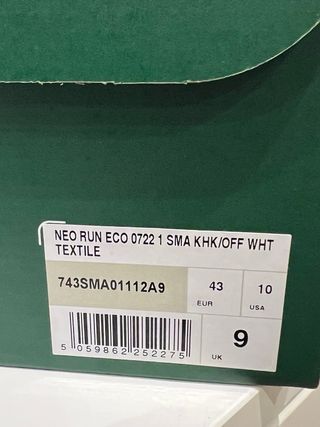 NEO RUN ECO 0722 1 SMA KHK/OFF WHT
TEXTILE
743SMA01112A9
43
EUR
10
USA
5 059862 252275
9
UK